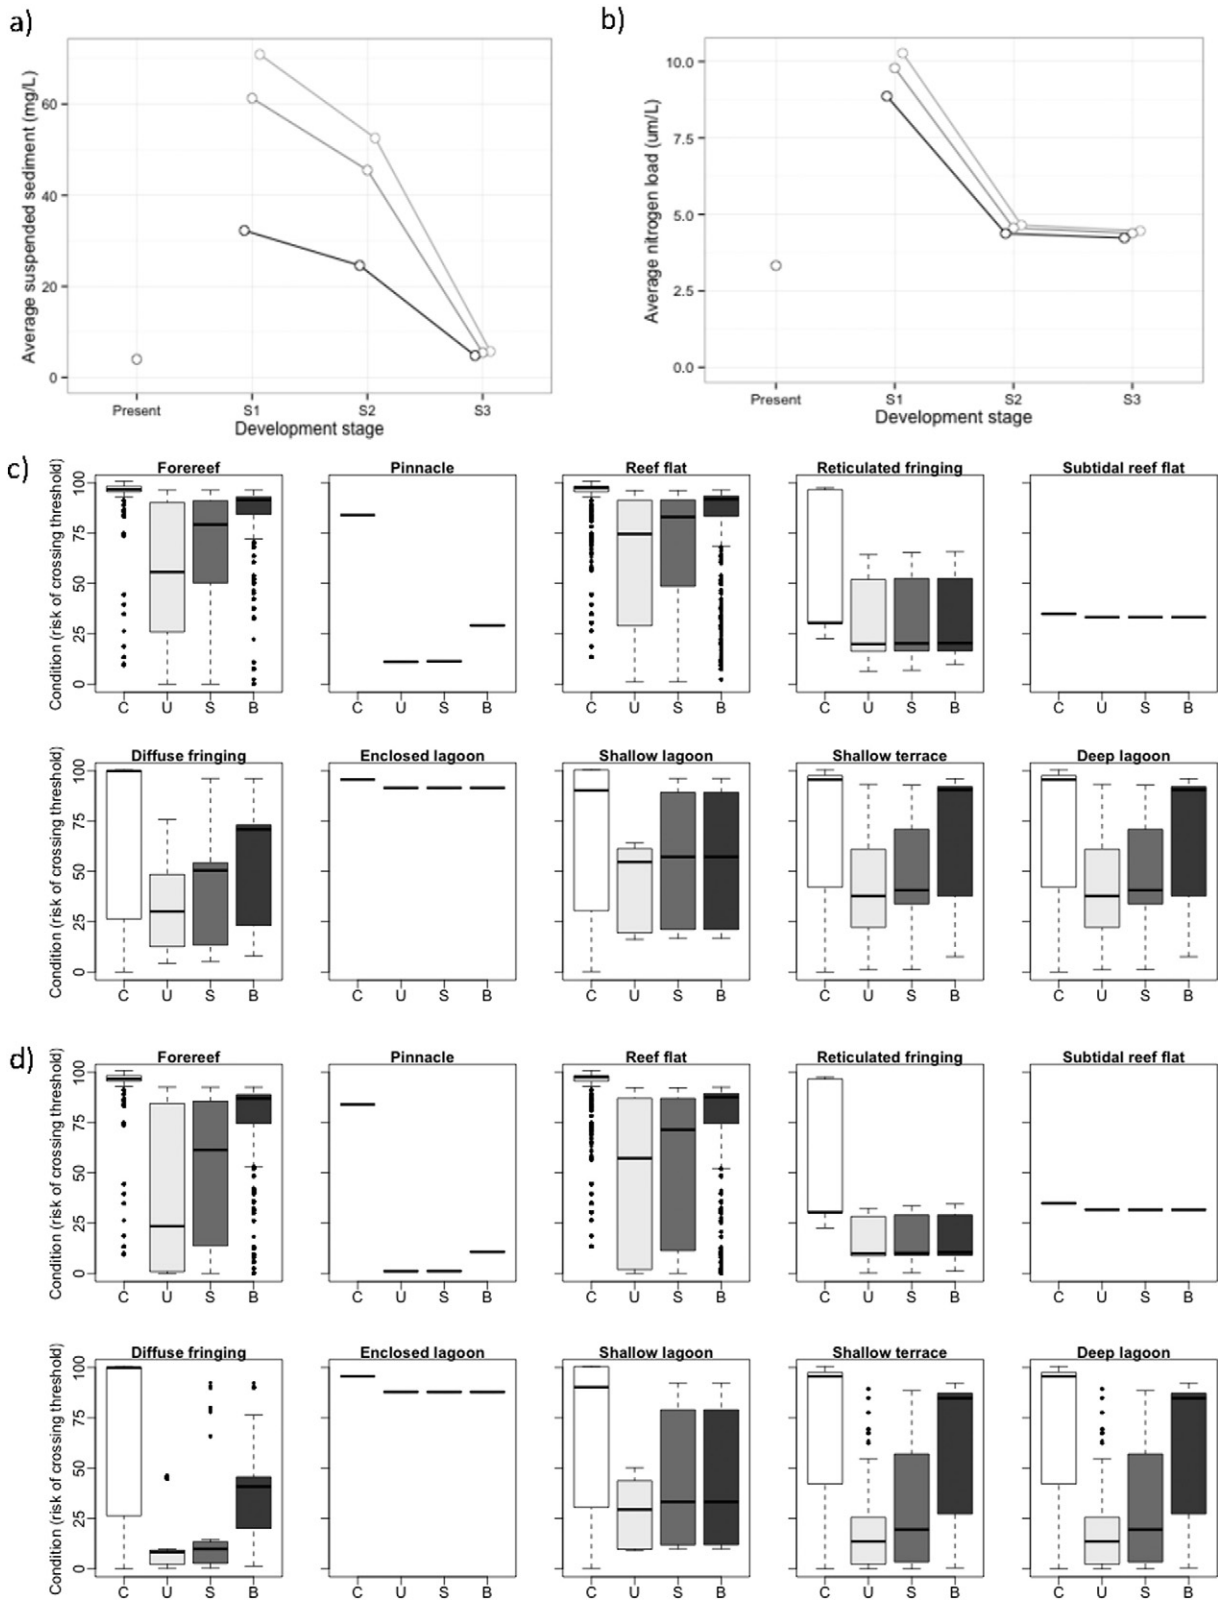 a)
Average suspended sediment (mg/L)
60
40
20
0
Present S1 S2 S3
Development stage
b)
Average nitrogen load (um/L)
10.0
7.5
5.0
2.5
0.0
Present S1 S2 S3
Development stage
c)
Condition (risk of crossing threshold)
Forereef Pinnacle Reef flat Reticulated fringing Subtidal reef flat
100
75
50
25
0
C U S B C U S B C U S B C U S B C U S B
Condition (risk of crossing threshold)
Diffuse fringing Enclosed lagoon Shallow lagoon Shallow terrace Deep lagoon
100
75
50
25
0
C U S B C U S B C U S B C U S B C U S B
d)
Condition (risk of crossing threshold)
Forereef Pinnacle Reef flat Reticulated fringing Subtidal reef flat
100
75
50
25
0
C U S B C U S B C U S B C U S B C U S B
Condition (risk of crossing threshold)
Diffuse fringing Enclosed lagoon Shallow lagoon Shallow terrace Deep lagoon
100
75
50
25
0
C U S B C U S B C U S B C U S B C U S B